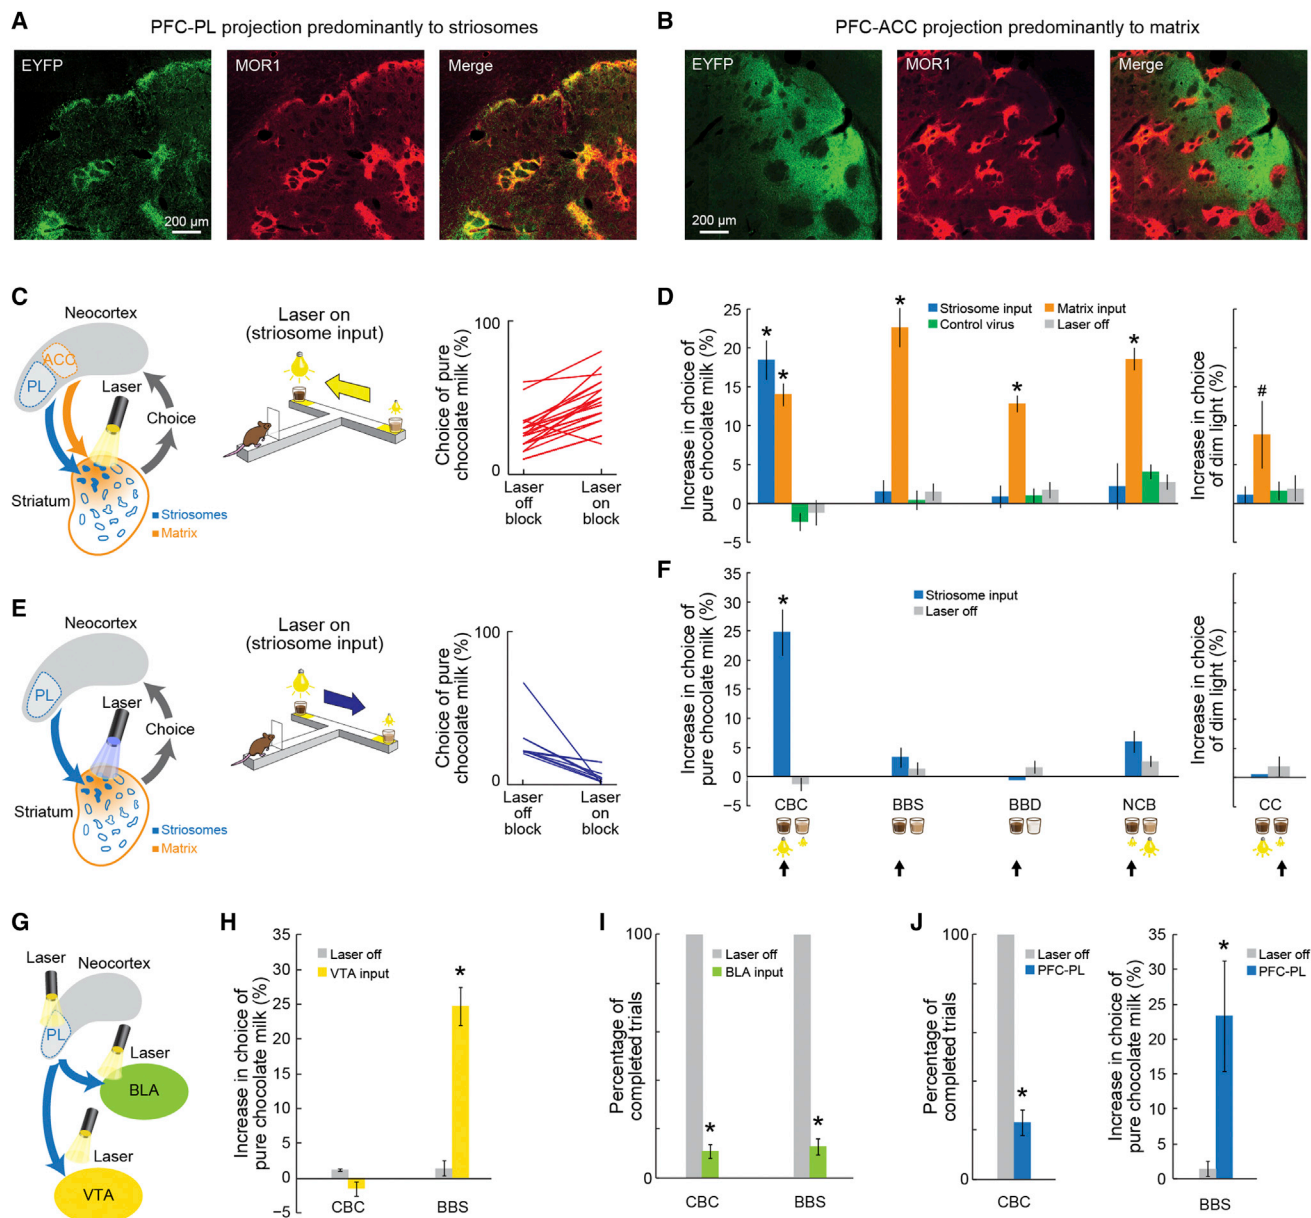 A
PFC-PL projection predominantly to striosomes
EYFP
MOR1
Merge
200 µm
B
PFC-ACC projection predominantly to matrix
EYFP
MOR1
Merge
200 µm
C
Neocortex
ACC
PL
Laser
Choice
Striatum
Striosomes
Matrix
Laser on
(striosome input)
Choice of pure
chocolate milk (%)
100
0
Laser
off
block
Laser
on
block
D
Increase in choice of
pure chocolate milk (%)
25
20
15
10
5
0
−5
*
*
*
*
*
Striosome input
Matrix input
Control virus
Laser off
Increase in choice
of dim light (%)
#
E
Neocortex
PL
Laser
Choice
Striatum
Striosomes
Matrix
Laser on
(striosome input)
Choice of pure
chocolate milk (%)
100
0
Laser
off
block
Laser
on
block
F
Increase in choice of
pure chocolate milk (%)
35
30
25
20
15
10
5
0
−5
*
Striosome input
Laser off
CBC
BBS
BBD
NCB
Increase in choice
of dim light (%)
CC
G
Laser
Neocortex
PL
Laser
BLA
Laser
VTA
H
Increase in choice of
pure chocolate milk (%)
35
30
25
20
15
10
5
0
−5
Laser off
VTA input
*
CBC
BBS
I
Percentage of
completed trials
100
0
Laser off
BLA input
*
*
CBC
BBS
J
Percentage of
completed trials
100
0
Laser off
PFC-PL
*
CBC
Increase in choice of
pure chocolate milk (%)
35
30
25
20
15
10
5
0
*
Laser off
PFC-PL
BBS